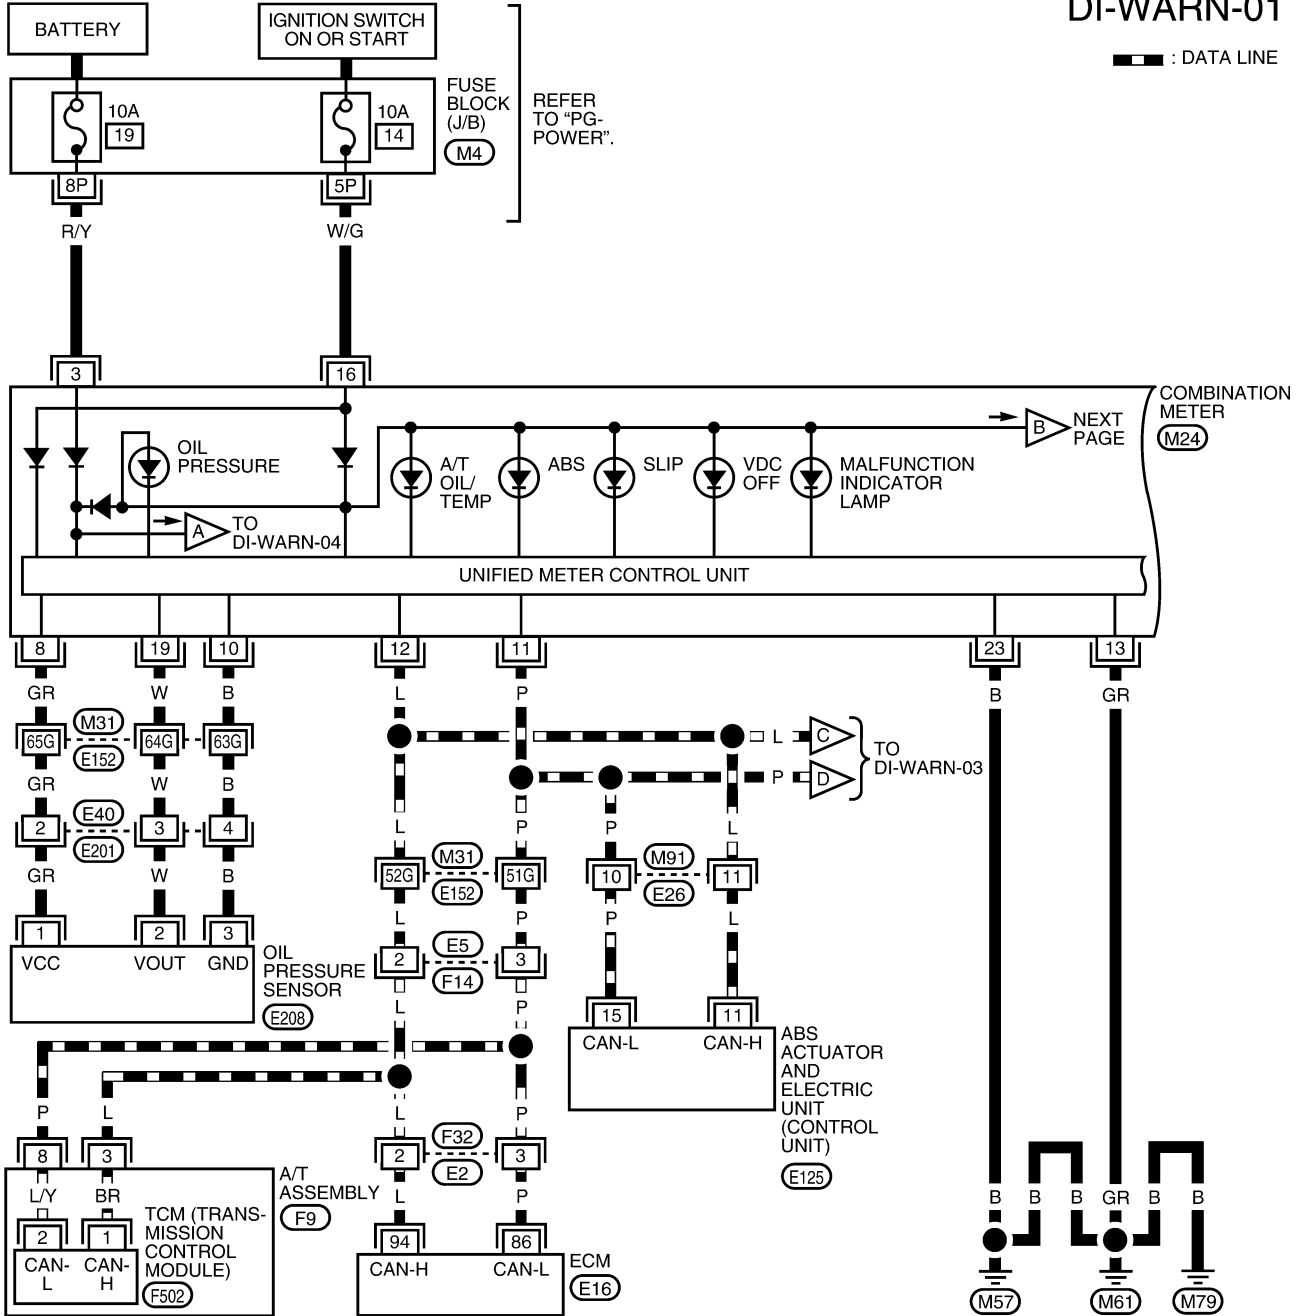 DI-WARN-01
: DATA LINE
BATTERY
IGNITION SWITCH
ON OR START
FUSE
BLOCK
(J/B)
M4
REFER
TO “PG-
POWER”.
10A
19
10A
14
8P
5P
R/Y
W/G
3
16
COMBINATION
METER
M24
OIL
PRESSURE
A/T
OIL/
TEMP
ABS
SLIP
VDC
OFF
MALFUNCTION
INDICATOR
LAMP
B
NEXT
PAGE
A
TO
DI-WARN-04
UNIFIED METER CONTROL UNIT
8
19
10
12
11
23
13
GR
W
B
L
P
B
GR
M31
65G
64G
63G
E152
L
C
P
D
TO
DI-WARN-03
GR
W
B
L
P
P
L
E40
2
3
4
E201
GR
W
B
M31
52G
51G
E152
M91
10
11
E26
L
P
P
L
1
2
3
VCC
VOUT
GND
OIL
PRESSURE
SENSOR
E208
E5
2
3
F14
L
P
15
11
CAN-L
CAN-H
ABS
ACTUATOR
AND
ELECTRIC
UNIT
(CONTROL
UNIT)
E125
P
L
L
P
8
3
F32
2
3
E2
L/Y
BR
L
P
A/T
ASSEMBLY
F9
2
1
CAN-
L
CAN-
H
TCM (TRANS-
MISSION
CONTROL
MODULE)
F502
94
86
CAN-H
CAN-L
ECM
E16
B
B
B
GR
B
B
M57
M61
M79